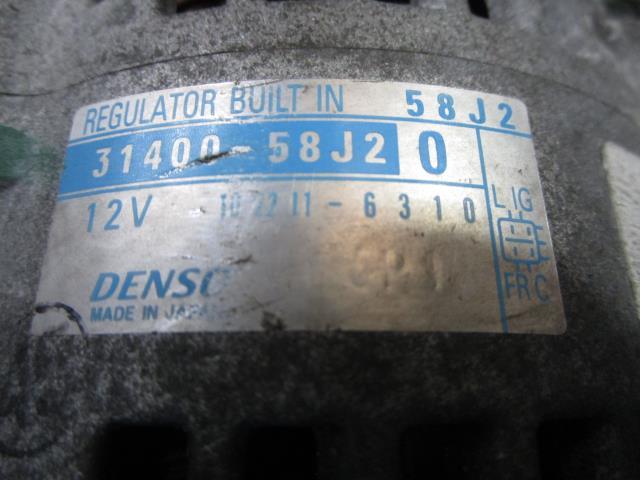 REGULATOR BUILT IN 58J2
31400-58J2 0
12V 102211-6310
L IG
DENSO
FR C
MADE IN JAPAN